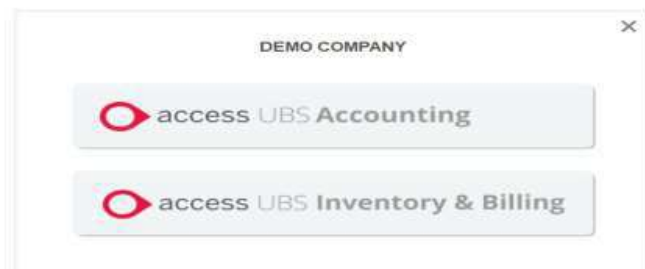 DEMO COMPANY
access UBS Accounting
access UBS Inventory & Billing